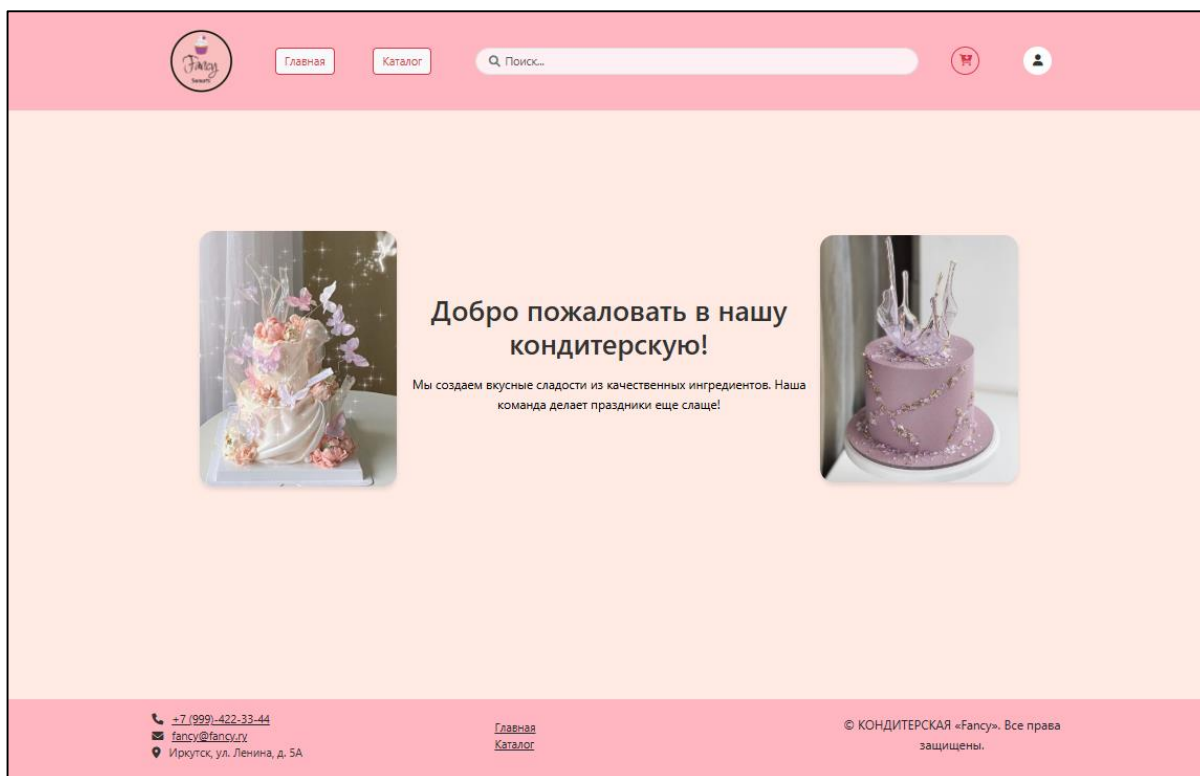 Fancy
Главная
Каталог
Поиск...
Добро пожаловать в нашу
кондитерскую!
Мы создаем вкусные сладости из качественных ингредиентов. Наша
команда делает праздники еще слаще!
+7 (999)-422-33-44
fancy@fancy.ry
Иркутск, ул. Ленина, д. 5А
Главная
Каталог
© КОНДИТЕРСКАЯ «Fancy». Все права
защищены.